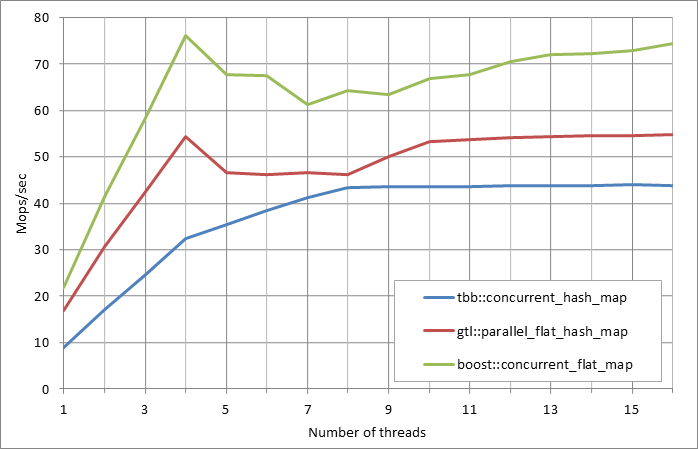 80
70
60
50
40
30
20
10
0
Mops/sec
tbb::concurrent_hash_map
gtl::parallel_flat_hash_map
boost::concurrent_flat_map
1 3 5 7 9 11 13 15
Number of threads